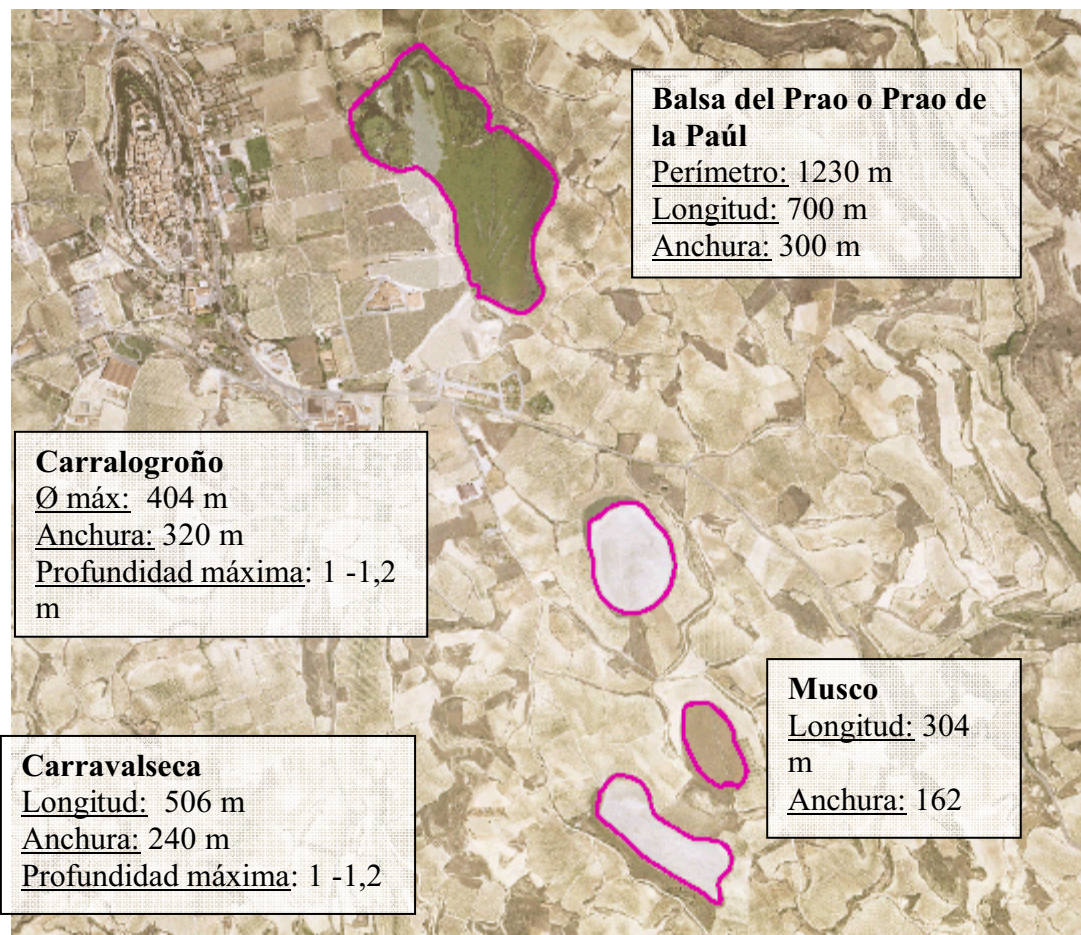 Balsa del Prao o Prao de
la Paúl
Perímetro: 1230 m
Longitud: 700 m
Anchura: 300 m
Carralogroño
Ø máx: 404 m
Anchura: 320 m
Profundidad máxima: 1 -1,2
m
Musco
Longitud: 304
m
Anchura: 162
Carravalseca
Longitud: 506 m
Anchura: 240 m
Profundidad máxima: 1 -1,2